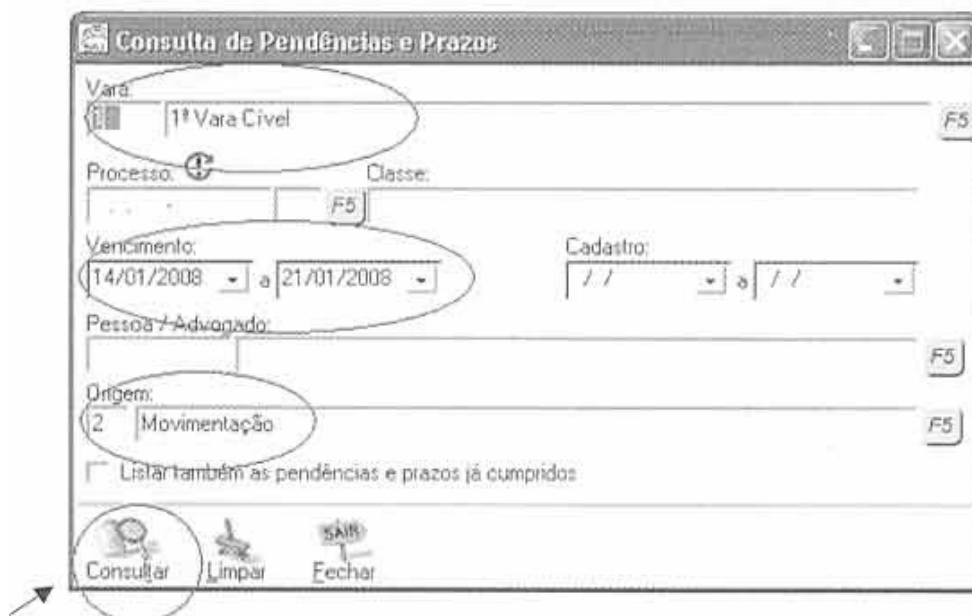 Consulta de Pendências e Prazos
Vara:
1ª Vara Cível
F5
Processo: Classe:
F5
Vencimento: Cadastro:
14/01/2008 a 21/01/2008 / / a / /
Pessoa / Advogado:
F5
Origem:
2 Movimentação
F5
Listar também as pendências e prazos já cumpridos
SAIR
Consultar Limpar Fechar